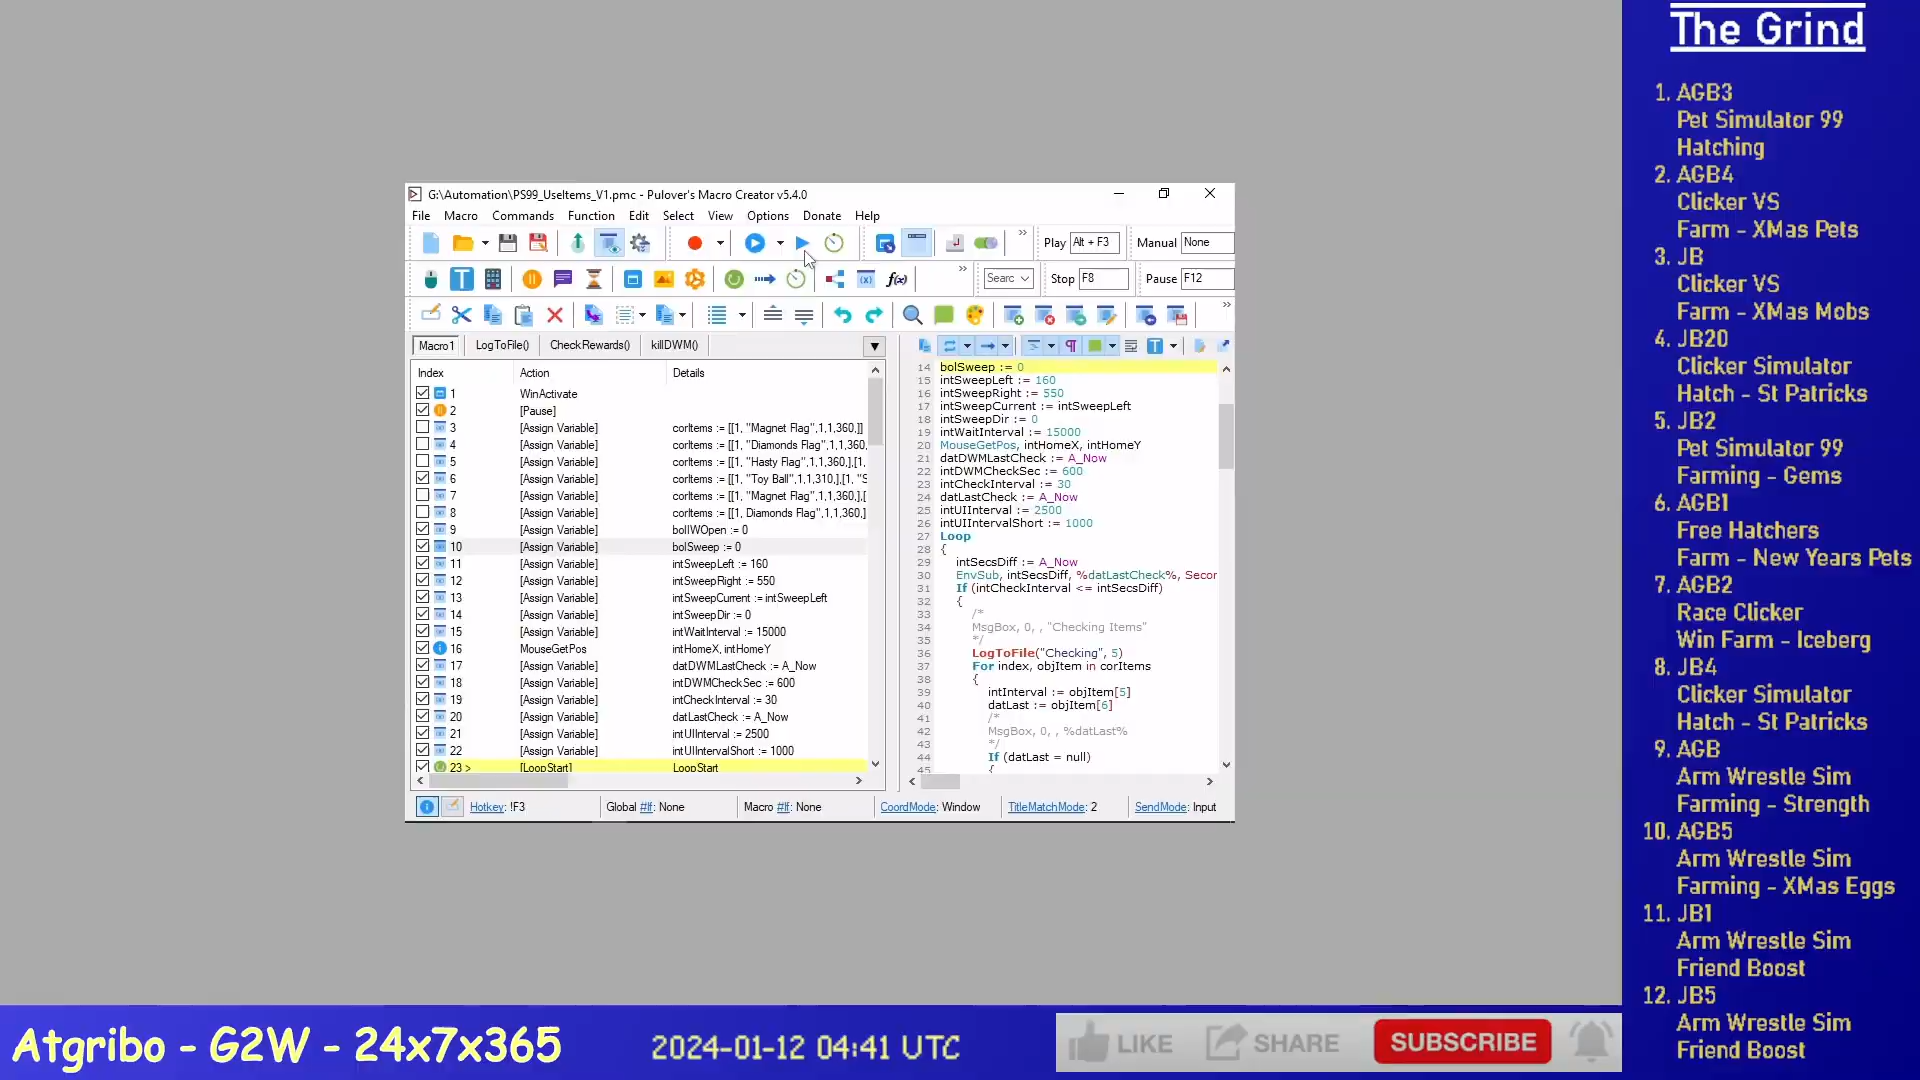 G:\Automation\PS99_UseItems_V1.pmc - Pulover's Macro Creator v5.4.0
File Macro Commands Function Edit Select View Options Donate Help
Play Alt + F3 Manual None
Searc Stop F8 Pause F12
Macro1 LogToFile() CheckRewards() killDWM()
Index Action Details
1 WinActivate
2 [Pause]
3 [Assign Variable] corItems := [[1, "Magnet Flag",1,1,360,]]
4 [Assign Variable] corItems := [[1, "Diamonds Flag",1,1,360,
5 [Assign Variable] corItems := [[1, "Hasty Flag",1,1,360,],[1,
6 [Assign Variable] corItems := [[1, "Toy Ball",1,1,310,],[1, "S
7 [Assign Variable] corItems := [[1, "Magnet Flag",1,1,360,],[
8 [Assign Variable] corItems := [[1, Diamonds Flag",1,1,360,]
9 [Assign Variable] bolIWOpen := 0
10 [Assign Variable] bolSweep := 0
11 [Assign Variable] intSweepLeft := 160
12 [Assign Variable] intSweepRight := 550
13 [Assign Variable] intSweepCurrent := intSweepLeft
14 [Assign Variable] intSweepDir := 0
15 [Assign Variable] intWaitInterval := 15000
16 MouseGetPos intHomeX, intHomeY
17 [Assign Variable] datDWMLastCheck := A_Now
18 [Assign Variable] intDWMCheckSec := 600
19 [Assign Variable] intCheckInterval := 30
20 [Assign Variable] datLastCheck := A_Now
21 [Assign Variable] intUIInterval := 2500
22 [Assign Variable] intUIIntervalShort := 1000
23 > [LoopStart] LoopStart
14 bolSweep := 0
15 intSweepLeft := 160
16 intSweepRight := 550
17 intSweepCurrent := intSweepLeft
18 intSweepDir := 0
19 intWaitInterval := 15000
20 MouseGetPos, intHomeX, intHomeY
21 datDWMLastCheck := A_Now
22 intDWMCheckSec := 600
23 intCheckInterval := 30
24 datLastCheck := A_Now
25 intUIInterval := 2500
26 intUIIntervalShort := 1000
27 Loop
28 {
29 intSecsDiff := A_Now
30 EnvSub, intSecsDiff, %datLastCheck%, Secor
31 If (intCheckInterval <= intSecsDiff)
32 {
33 /*
34 MsgBox, 0, , "Checking Items"
35 */
36 LogToFile("Checking", 5)
37 For index, objItem in corItems
38 {
39 intInterval := objItem[5]
40 datLast := objItem[6]
41 /*
42 MsgBox, 0, , %datLast%
43 */
44 If (datLast = null)
45 {
Hotkey: !F3 Global #If: None Macro #If: None CoordMode: Window TitleMatchMode: 2 SendMode: Input
The Grind
1. AGB3
Pet Simulator 99
Hatching
2. AGB4
Clicker VS
Farm - XMas Pets
3. JB
Clicker VS
Farm - XMas Mobs
4. JB20
Clicker Simulator
Hatch - St Patricks
5. JB2
Pet Simulator 99
Farming - Gems
6. AGB1
Free Hatchers
Farm - New Years Pets
7. AGB2
Race Clicker
Win Farm - Iceberg
8. JB4
Clicker Simulator
Hatch - St Patricks
9. AGB
Arm Wrestle Sim
Farming - Strength
10. AGB5
Arm Wrestle Sim
Farming - XMas Eggs
11. JB1
Arm Wrestle Sim
Friend Boost
12. JB5
Arm Wrestle Sim
Friend Boost
Atgribo - G2W - 24x7x365
2024-01-12 04:41 UTC
LIKE SHARE SUBSCRIBE